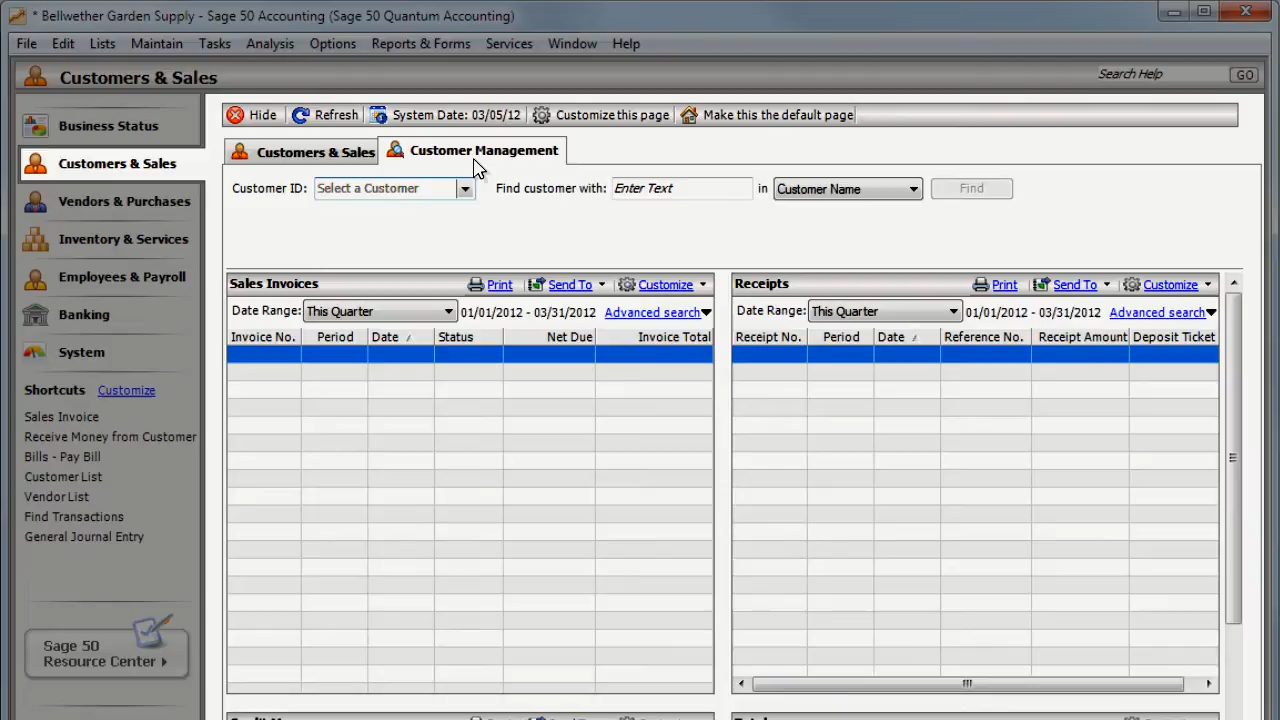 * Bellwether Garden Supply - Sage 50 Accounting (Sage 50 Quantum Accounting)
File Edit Lists Maintain Tasks Analysis Options Reports & Forms Services Window Help
Customers & Sales Search Help GO
Hide Refresh System Date: 03/05/12 Customize this page Make this the default page
Business Status
Customers & Sales
Vendors & Purchases
Inventory & Services
Employees & Payroll
Banking
System
Shortcuts Customize
Sales Invoice
Receive Money from Customer
Bills - Pay Bill
Customer List
Vendor List
Find Transactions
General Journal Entry
Sage 50
Resource Center
Customers & Sales Customer Management
Customer ID: Select a Customer Find customer with: Enter Text in Customer Name Find
Sales Invoices Print Send To Customize
Date Range: This Quarter 01/01/2012 - 03/31/2012 Advanced search
Invoice No. Period Date Status Net Due Invoice Total
Receipts Print Send To Customize
Date Range: This Quarter 01/01/2012 - 03/31/2012 Advanced search
Receipt No. Period Date Reference No. Receipt Amount Deposit Ticket